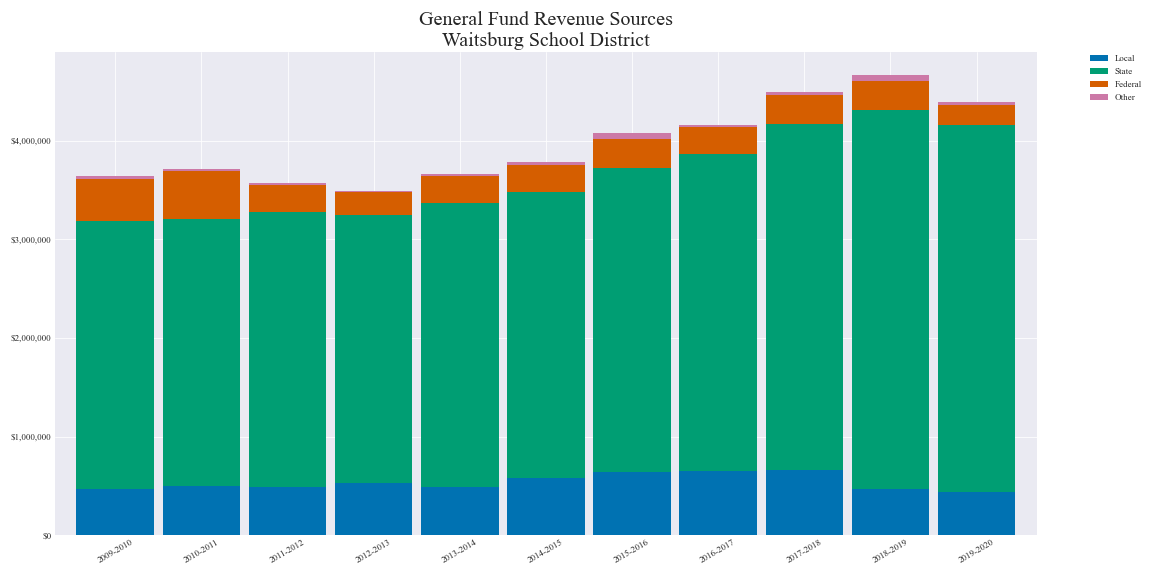 General Fund Revenue Sources
Waitsburg School District
Local
State
Federal
Other
$4,000,000
$3,000,000
$2,000,000
$1,000,000
$0
2009-2010
2010-2011
2011-2012
2012-2013
2013-2014
2014-2015
2015-2016
2016-2017
2017-2018
2018-2019
2019-2020